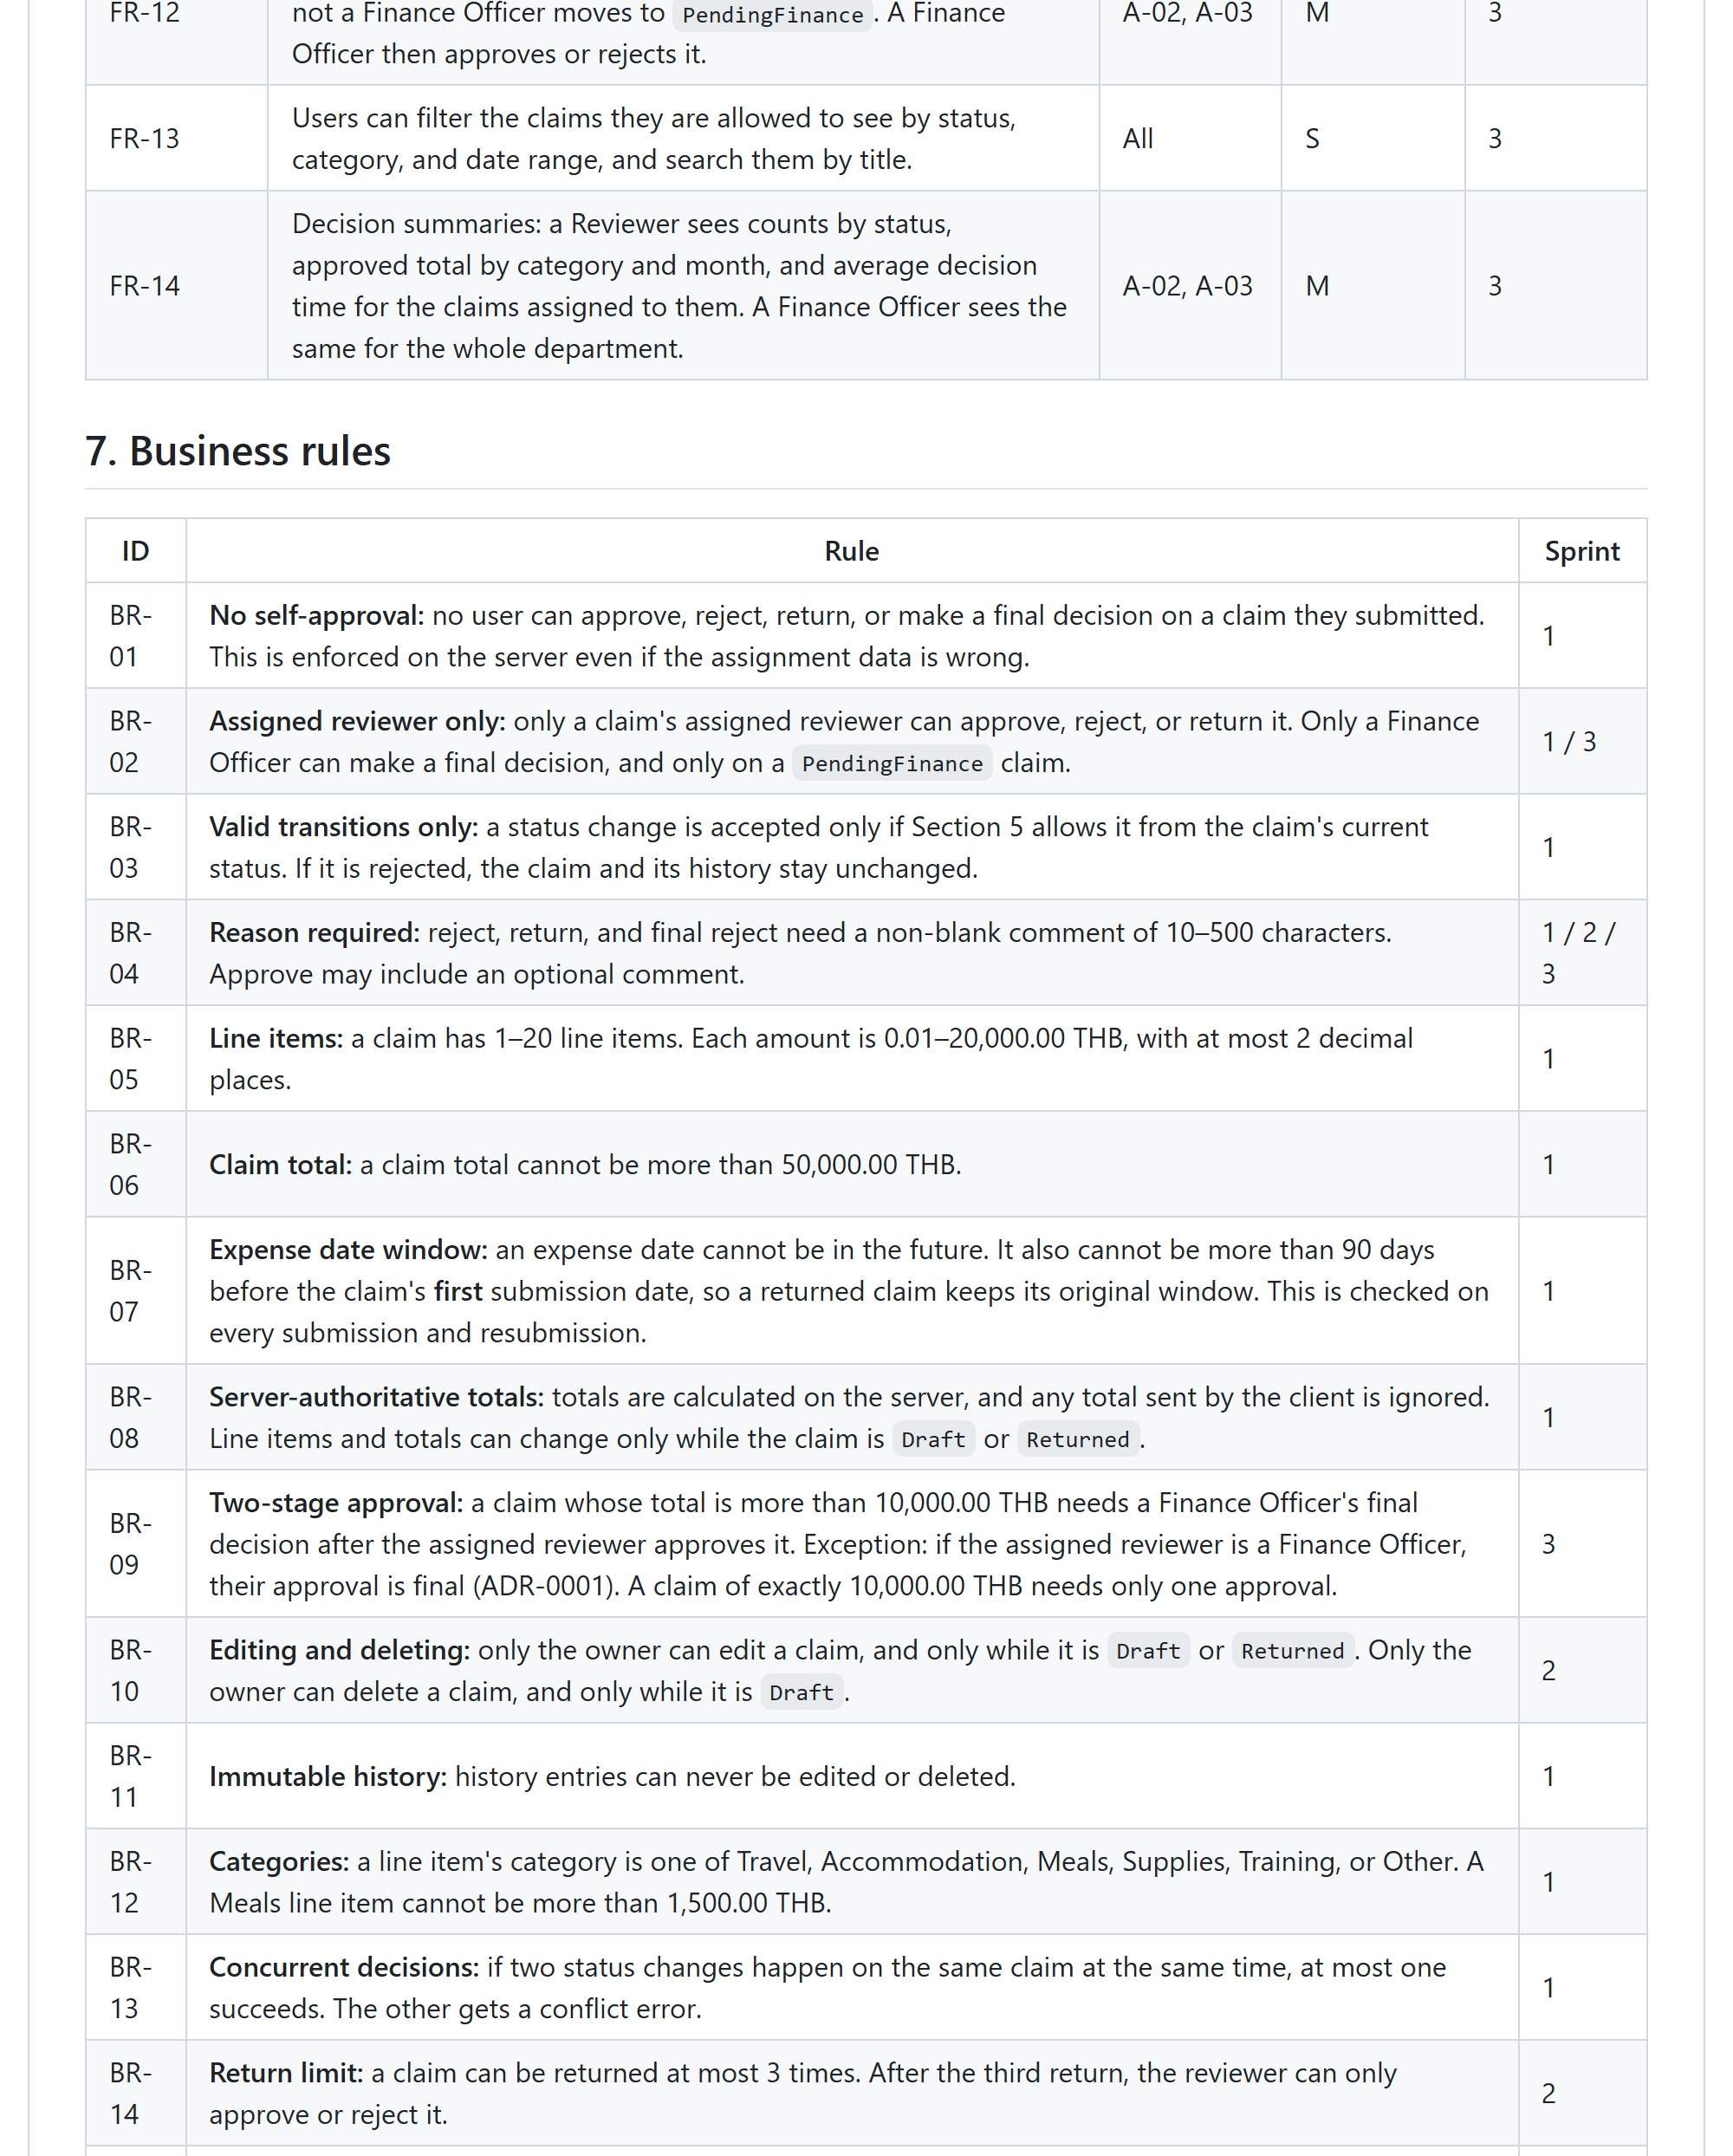 FR-12
not a Finance Officer moves to PendingFinance. A Finance
Officer then approves or rejects it.
A-02, A-03
M
3
FR-13
Users can filter the claims they are allowed to see by status,
category, and date range, and search them by title.
All
S
3
FR-14
Decision summaries: a Reviewer sees counts by status,
approved total by category and month, and average decision
time for the claims assigned to them. A Finance Officer sees the
same for the whole department.
A-02, A-03
M
3
7. Business rules
ID
Rule
Sprint
BR-
01
No self-approval: no user can approve, reject, return, or make a final decision on a claim they submitted.
This is enforced on the server even if the assignment data is wrong.
1
BR-
02
Assigned reviewer only: only a claim's assigned reviewer can approve, reject, or return it. Only a Finance
Officer can make a final decision, and only on a PendingFinance claim.
1 / 3
BR-
03
Valid transitions only: a status change is accepted only if Section 5 allows it from the claim's current
status. If it is rejected, the claim and its history stay unchanged.
1
BR-
04
Reason required: reject, return, and final reject need a non-blank comment of 10–500 characters.
Approve may include an optional comment.
1 / 2 /
3
BR-
05
Line items: a claim has 1–20 line items. Each amount is 0.01–20,000.00 THB, with at most 2 decimal
places.
1
BR-
06
Claim total: a claim total cannot be more than 50,000.00 THB.
1
BR-
07
Expense date window: an expense date cannot be in the future. It also cannot be more than 90 days
before the claim's first submission date, so a returned claim keeps its original window. This is checked on
every submission and resubmission.
1
BR-
08
Server-authoritative totals: totals are calculated on the server, and any total sent by the client is ignored.
Line items and totals can change only while the claim is Draft or Returned.
1
BR-
09
Two-stage approval: a claim whose total is more than 10,000.00 THB needs a Finance Officer's final
decision after the assigned reviewer approves it. Exception: if the assigned reviewer is a Finance Officer,
their approval is final (ADR-0001). A claim of exactly 10,000.00 THB needs only one approval.
3
BR-
10
Editing and deleting: only the owner can edit a claim, and only while it is Draft or Returned. Only the
owner can delete a claim, and only while it is Draft.
2
BR-
11
Immutable history: history entries can never be edited or deleted.
1
BR-
12
Categories: a line item's category is one of Travel, Accommodation, Meals, Supplies, Training, or Other. A
Meals line item cannot be more than 1,500.00 THB.
1
BR-
13
Concurrent decisions: if two status changes happen on the same claim at the same time, at most one
succeeds. The other gets a conflict error.
1
BR-
14
Return limit: a claim can be returned at most 3 times. After the third return, the reviewer can only
approve or reject it.
2